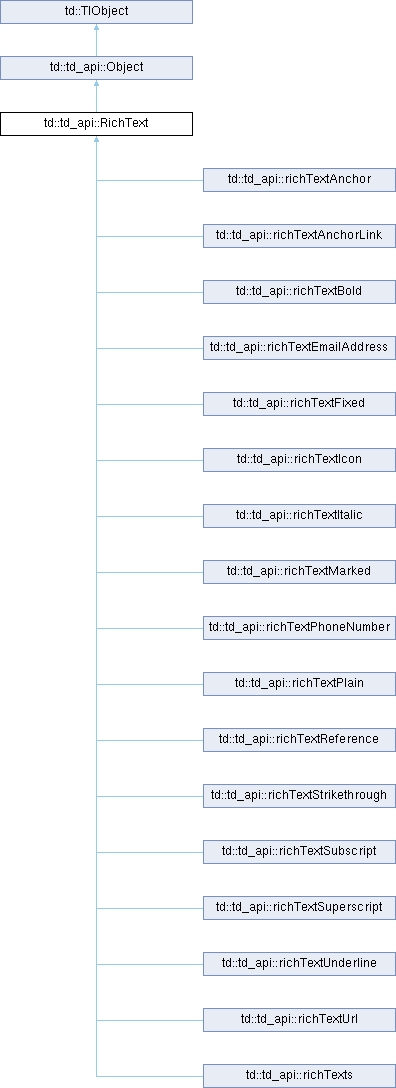 td::TlObject
td::td_api::Object
td::td_api::RichText
td::td_api::richTextAnchor
td::td_api::richTextAnchorLink
td::td_api::richTextBold
td::td_api::richTextEmailAddress
td::td_api::richTextFixed
td::td_api::richTextIcon
td::td_api::richTextItalic
td::td_api::richTextMarked
td::td_api::richTextPhoneNumber
td::td_api::richTextPlain
td::td_api::richTextReference
td::td_api::richTextStrikethrough
td::td_api::richTextSubscript
td::td_api::richTextSuperscript
td::td_api::richTextUnderline
td::td_api::richTextUrl
td::td_api::richTexts